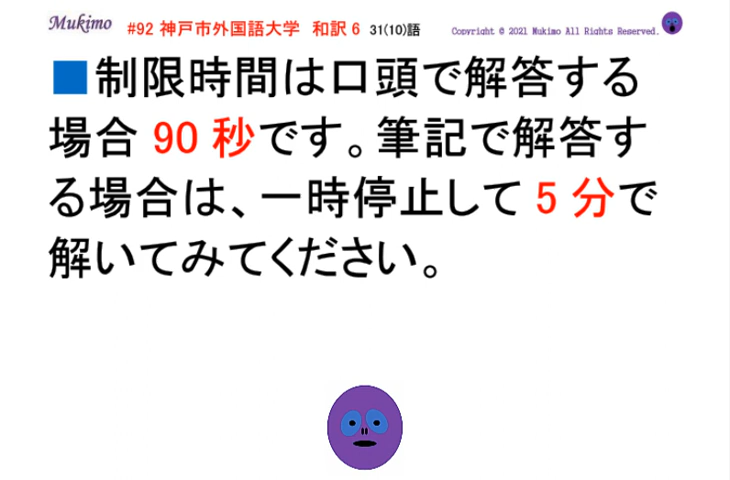 Mukimo #92 神戸市外国語大学 和訳 6 31(10)語 Copyright © 2021 Mukimo All Rights Reserved.
■制限時間は口頭で解答する
場合 90 秒です。筆記で解答す
る場合は、一時停止して 5 分で
解いてみてください。